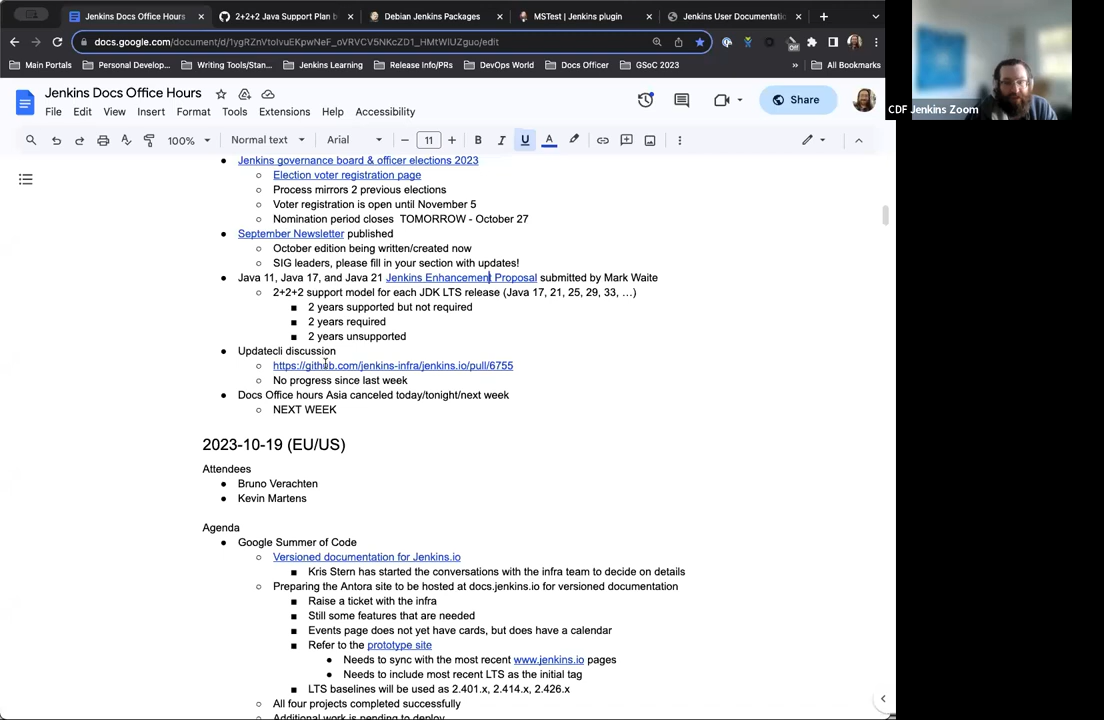 Jenkins Docs Office Hours
2+2+2 Java Support Plan b
Debian Jenkins Packages
MSTest | Jenkins plugin
Jenkins User Documentatio
docs.google.com/document/d/1ygRZnVtoIvuEKpwNeF_oVRVCV5NKcZD1_HMtWlUZguo/edit
Off
Main Portals
Personal Develop...
Writing Tools/Stan...
Jenkins Learning
Release Info/PRs
DevOps World
Docs Officer
GSoC 2023
All Bookmarks
CDF Jenkins Zoom
Jenkins Docs Office Hours
File Edit View Insert Format Tools Extensions Help Accessibility
Share
100% Normal text Arial 11 B I U A
Jenkins governance board & officer elections 2023
Election voter registration page
Process mirrors 2 previous elections
Voter registration is open until November 5
Nomination period closes TOMORROW - October 27
September Newsletter published
October edition being written/created now
SIG leaders, please fill in your section with updates!
Java 11, Java 17, and Java 21 Jenkins Enhancement Proposal submitted by Mark Waite
2+2+2 support model for each JDK LTS release (Java 17, 21, 25, 29, 33, ...)
2 years supported but not required
2 years required
2 years unsupported
Updatecli discussion
https://github.com/jenkins-infra/jenkins.io/pull/6755
No progress since last week
Docs Office hours Asia canceled today/tonight/next week
NEXT WEEK
2023-10-19 (EU/US)
Attendees
Bruno Verachten
Kevin Martens
Agenda
Google Summer of Code
Versioned documentation for Jenkins.io
Kris Stern has started the conversations with the infra team to decide on details
Preparing the Antora site to be hosted at docs.jenkins.io for versioned documentation
Raise a ticket with the infra
Still some features that are needed
Events page does not yet have cards, but does have a calendar
Refer to the prototype site
Needs to sync with the most recent www.jenkins.io pages
Needs to include most recent LTS as the initial tag
LTS baselines will be used as 2.401.x, 2.414.x, 2.426.x
All four projects completed successfully
Additional work is pending to deploy